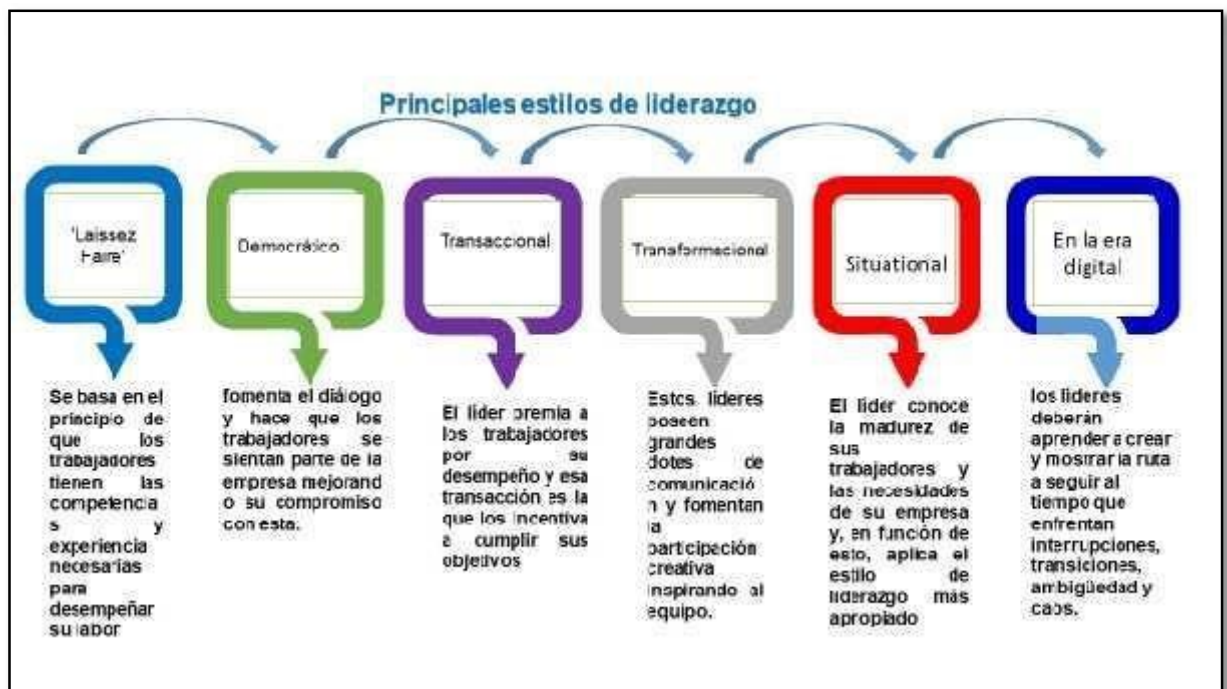 Principales estilos de liderazgo
'Laissez
Faire'
Democrático
Transaccional
Transformacional
Situational
En la era
digital
Se basa en el
principio de
que los
trabajadores
tienen las
competencia
s y
experiencia
necesarias
para
desempeñar
su labor
fomenta el diálogo
y hace que los
trabajadores se
sientan parte de la
empresa mejorand
o su compromiso
con esta.
El líder premia a
los trabajadores
por su
desempeño y esa
transacción es la
que los incentiva
a cumplir sus
objetivos
Estos líderes
poseen
grandes
dotes de
comunicació
n y fomentan
la
participación
creativa
inspirando al
equipo.
El líder conoce
la madurez de
sus
trabajadores y
las necesidades
de su empresa
y, en función de
esto, aplica el
estilo de
liderazgo más
apropiado
los líderes
deberán
aprender a crear
y mostrar la ruta
a seguir al
tiempo que
enfrentan
interrupciones,
transiciones,
ambigüedad y
caos.